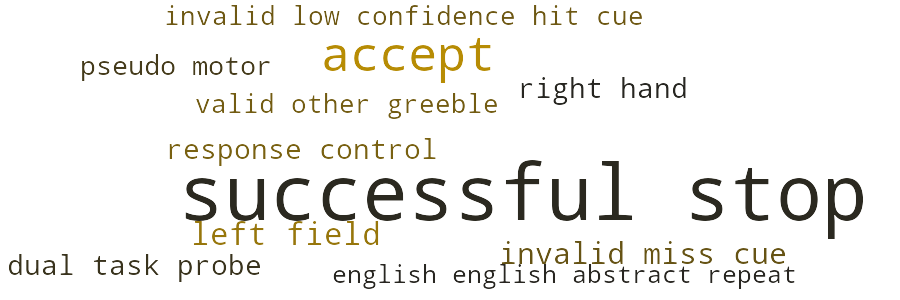 invalid low confidence hit cue
accept
pseudo motor
right hand
valid other greeble
response control
successful stop
left field
invalid miss cue
dual task probe
english english abstract repeat